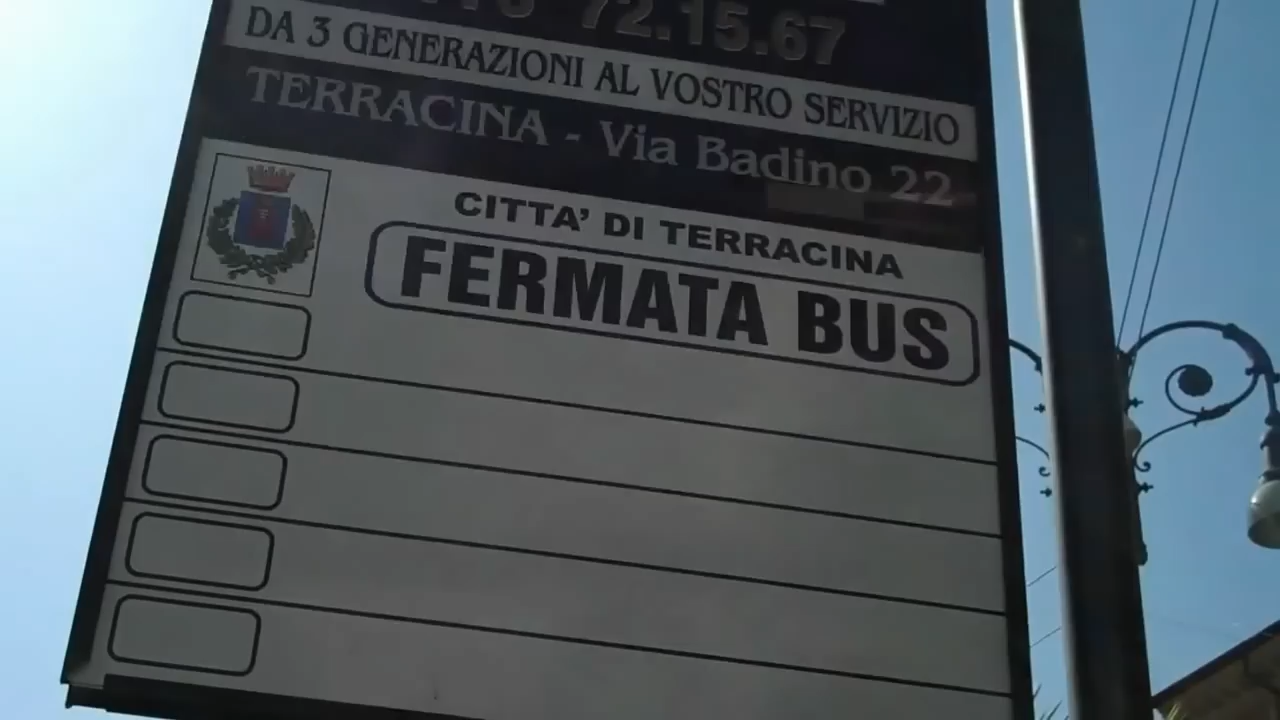 72.15.67
DA 3 GENERAZIONI AL VOSTRO SERVIZIO
TERRACINA - Via Badino 22
CITTA' DI TERRACINA
FERMATA BUS